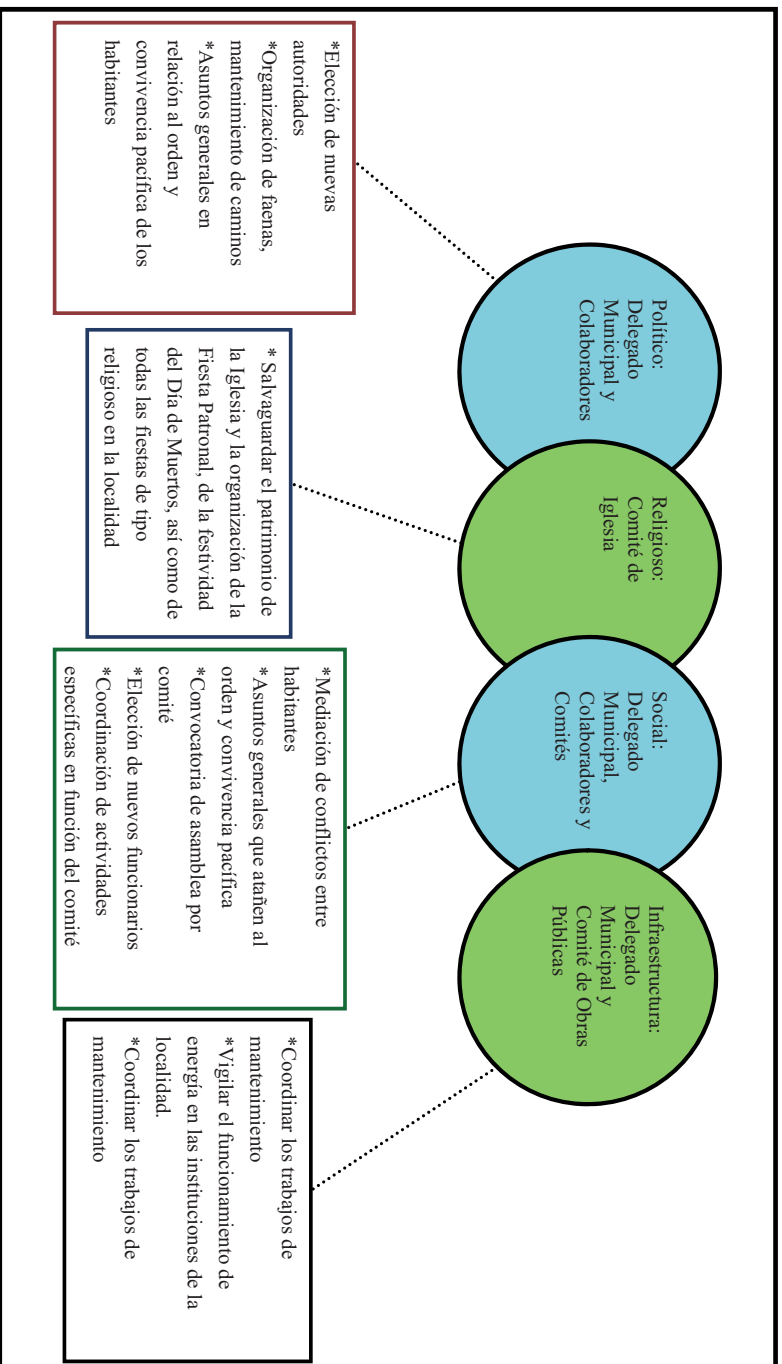 Político:
Delegado
Municipal y
Colaboradores
Religioso:
Comité de
Iglesia
Social:
Delegado
Municipal,
Colaboradores y
Comités
Infraestructura:
Delegado
Municipal y
Comité de Obras
Públicas
*Elección de nuevas
autoridades
*Organización de faenas,
mantenimiento de caminos
*Asuntos generales en
relación al orden y
convivencia pacífica de los
habitantes
* Salvaguardar el patrimonio de
la Iglesia y la organización de la
Fiesta Patronal, de la festividad
del Día de Muertos, así como de
todas las fiestas de tipo
religioso en la localidad
*Mediación de conflictos entre
habitantes
*Asuntos generales que atañen al
orden y convivencia pacífica
*Convocatoria de asamblea por
comité
*Elección de nuevos funcionarios
*Coordinación de actividades
específicas en función del comité
*Coordinar los trabajos de
mantenimiento
*Vigilar el funcionamiento de
energía en las instituciones de la
localidad.
*Coordinar los trabajos de
mantenimiento